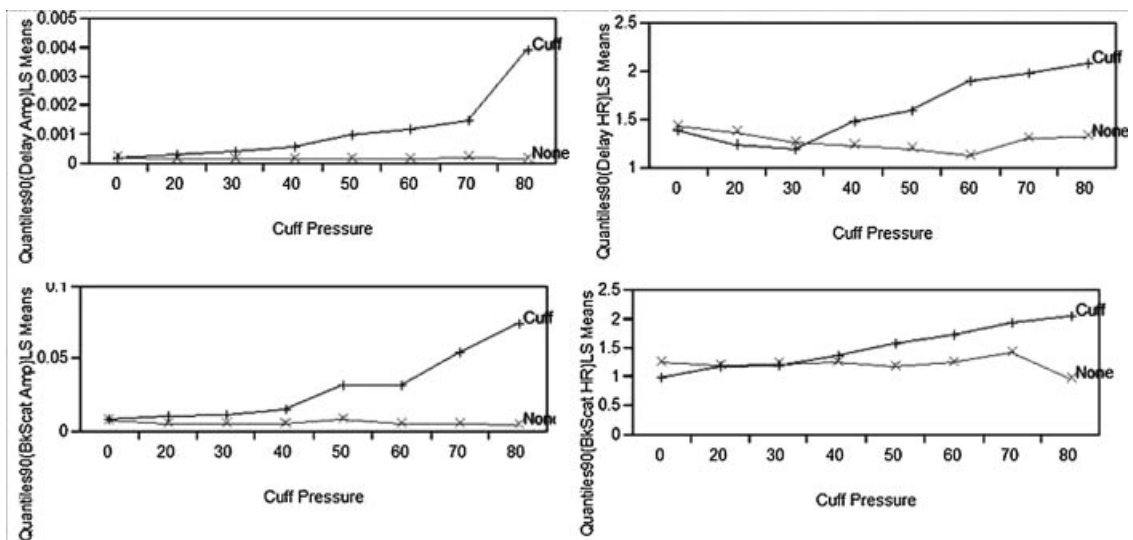 Quantiles90(Delay Amp)LS Means
0.005
0.004
0.003
0.002
0.001
0
Cuff
None
0 20 30 40 50 60 70 80
Cuff Pressure
Quantiles90(Delay HR)LS Means
2.5
2
1.5
1
Cuff
None
0 20 30 40 50 60 70 80
Cuff Pressure
Quantiles90(BkScat Amp)LS Means
0.1
0.05
0
Cuff
None
0 20 30 40 50 60 70 80
Cuff Pressure
Quantiles90(BkScat HR)LS Means
2.5
2
1.5
1
0.5
0
Cuff
None
0 20 30 40 50 60 70 80
Cuff Pressure